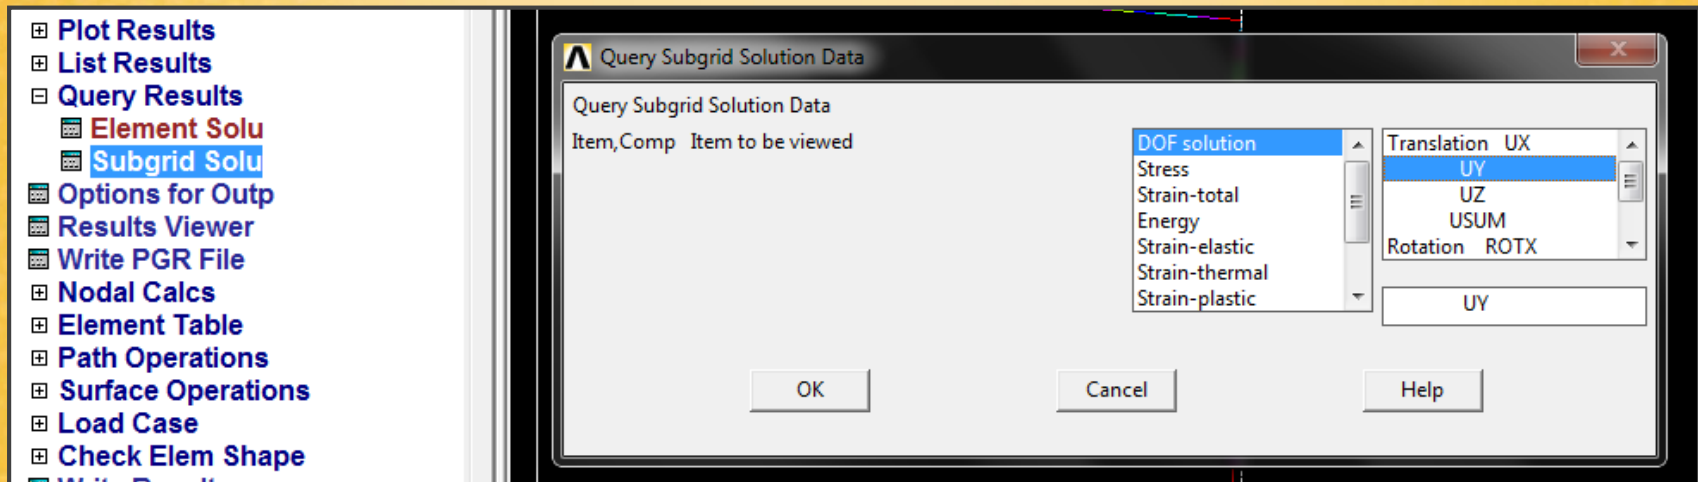 Plot Results
List Results
Query Results
Element Solu
Subgrid Solu
Options for Outp
Results Viewer
Write PGR File
Nodal Calcs
Element Table
Path Operations
Surface Operations
Load Case
Check Elem Shape
Query Subgrid Solution Data
Query Subgrid Solution Data
Item,Comp Item to be viewed
DOF solution
Stress
Strain-total
Energy
Strain-elastic
Strain-thermal
Strain-plastic
Translation UX
UY
UZ
USUM
Rotation ROTX
UY
OK
Cancel
Help